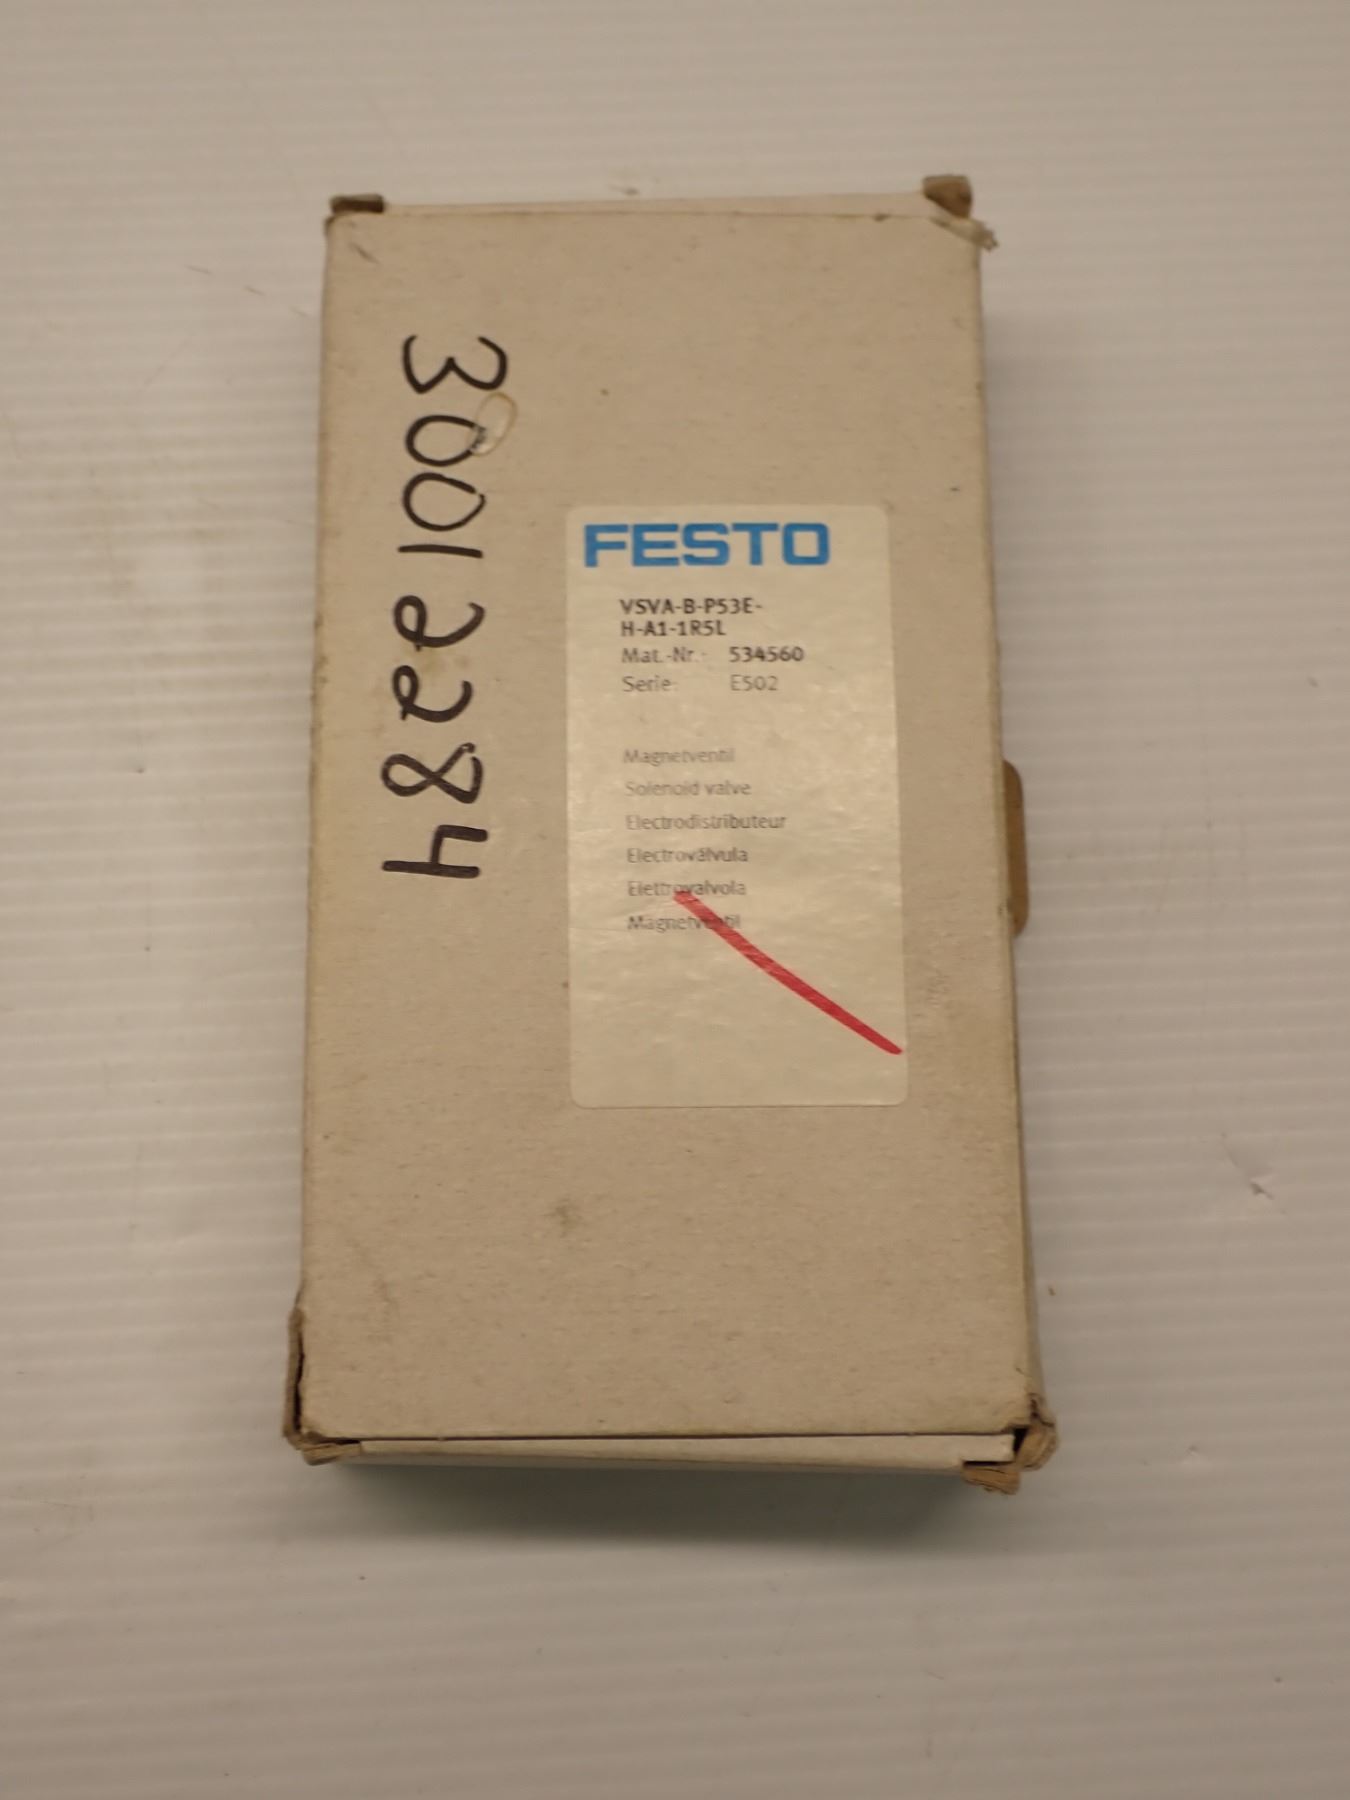 30012284
FESTO
VSVA-B-P53E-
H-A1-1R5L
Mat.-Nr.: 534560
Serie: E502
Magnetventil
Solenoid valve
Electrodistributeur
Electroválvula
Elettrovalvola
Magnetventil